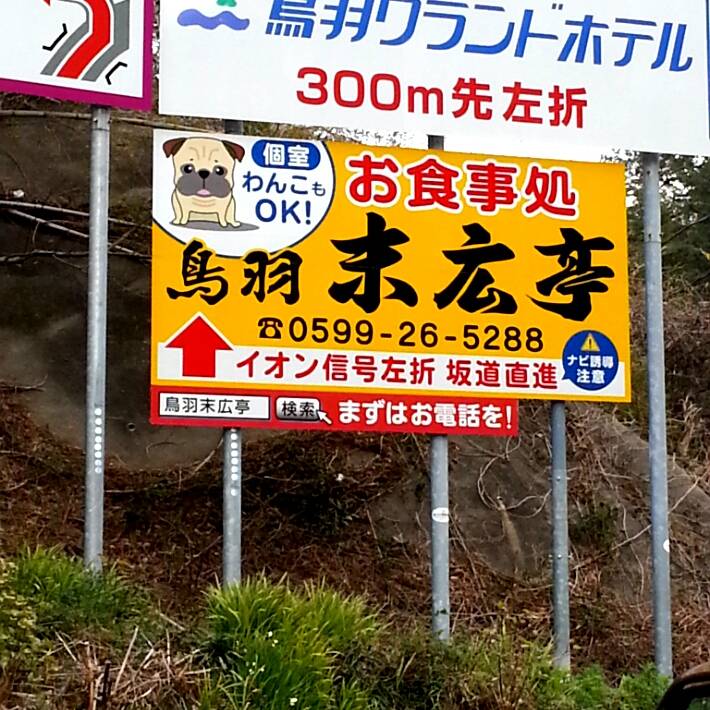 鳥羽グランドホテル
300m先左折
個室
わんこも
OK!
お食事処
鳥羽 末広亭
☎0599-26-5288
イオン信号左折 坂道直進
ナビ誘導
注意
鳥羽末広亭 検索 まずはお電話を!